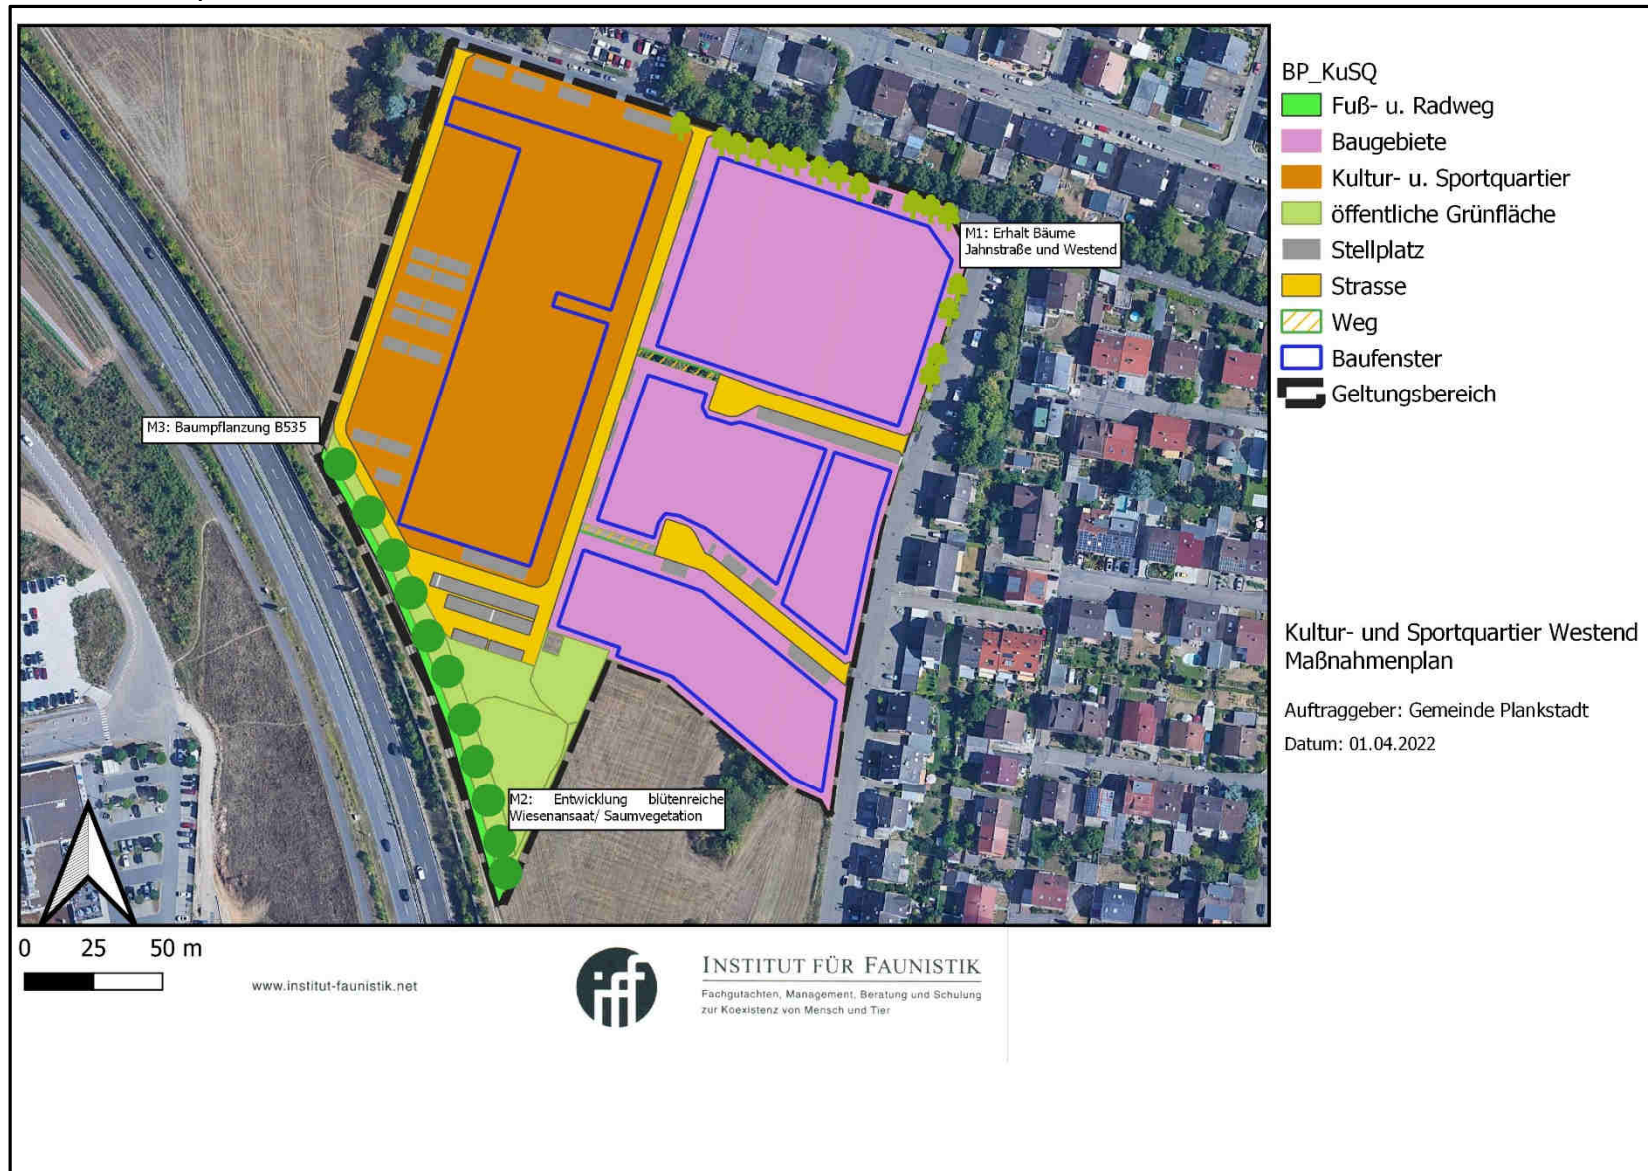 BP_KuSQ
Fuß- u. Radweg
Baugebiete
Kultur- u. Sportquartier
öffentliche Grünfläche
Stellplatz
Strasse
Weg
Baufenster
Geltungsbereich
M1: Erhalt Bäume
Jahnstraße und Westend
M3: Baumpflanzung B535
M2: Entwicklung blütenreiche
Wiesenansaat/ Saumvegetation
Kultur- und Sportquartier Westend
Maßnahmenplan
Auftraggeber: Gemeinde Plankstadt
Datum: 01.04.2022
0 25 50 m
www.institut-faunistik.net
iff
INSTITUT FÜR FAUNISTIK
Fachgutachten, Management, Beratung und Schulung
zur Koexistenz von Mensch und Tier